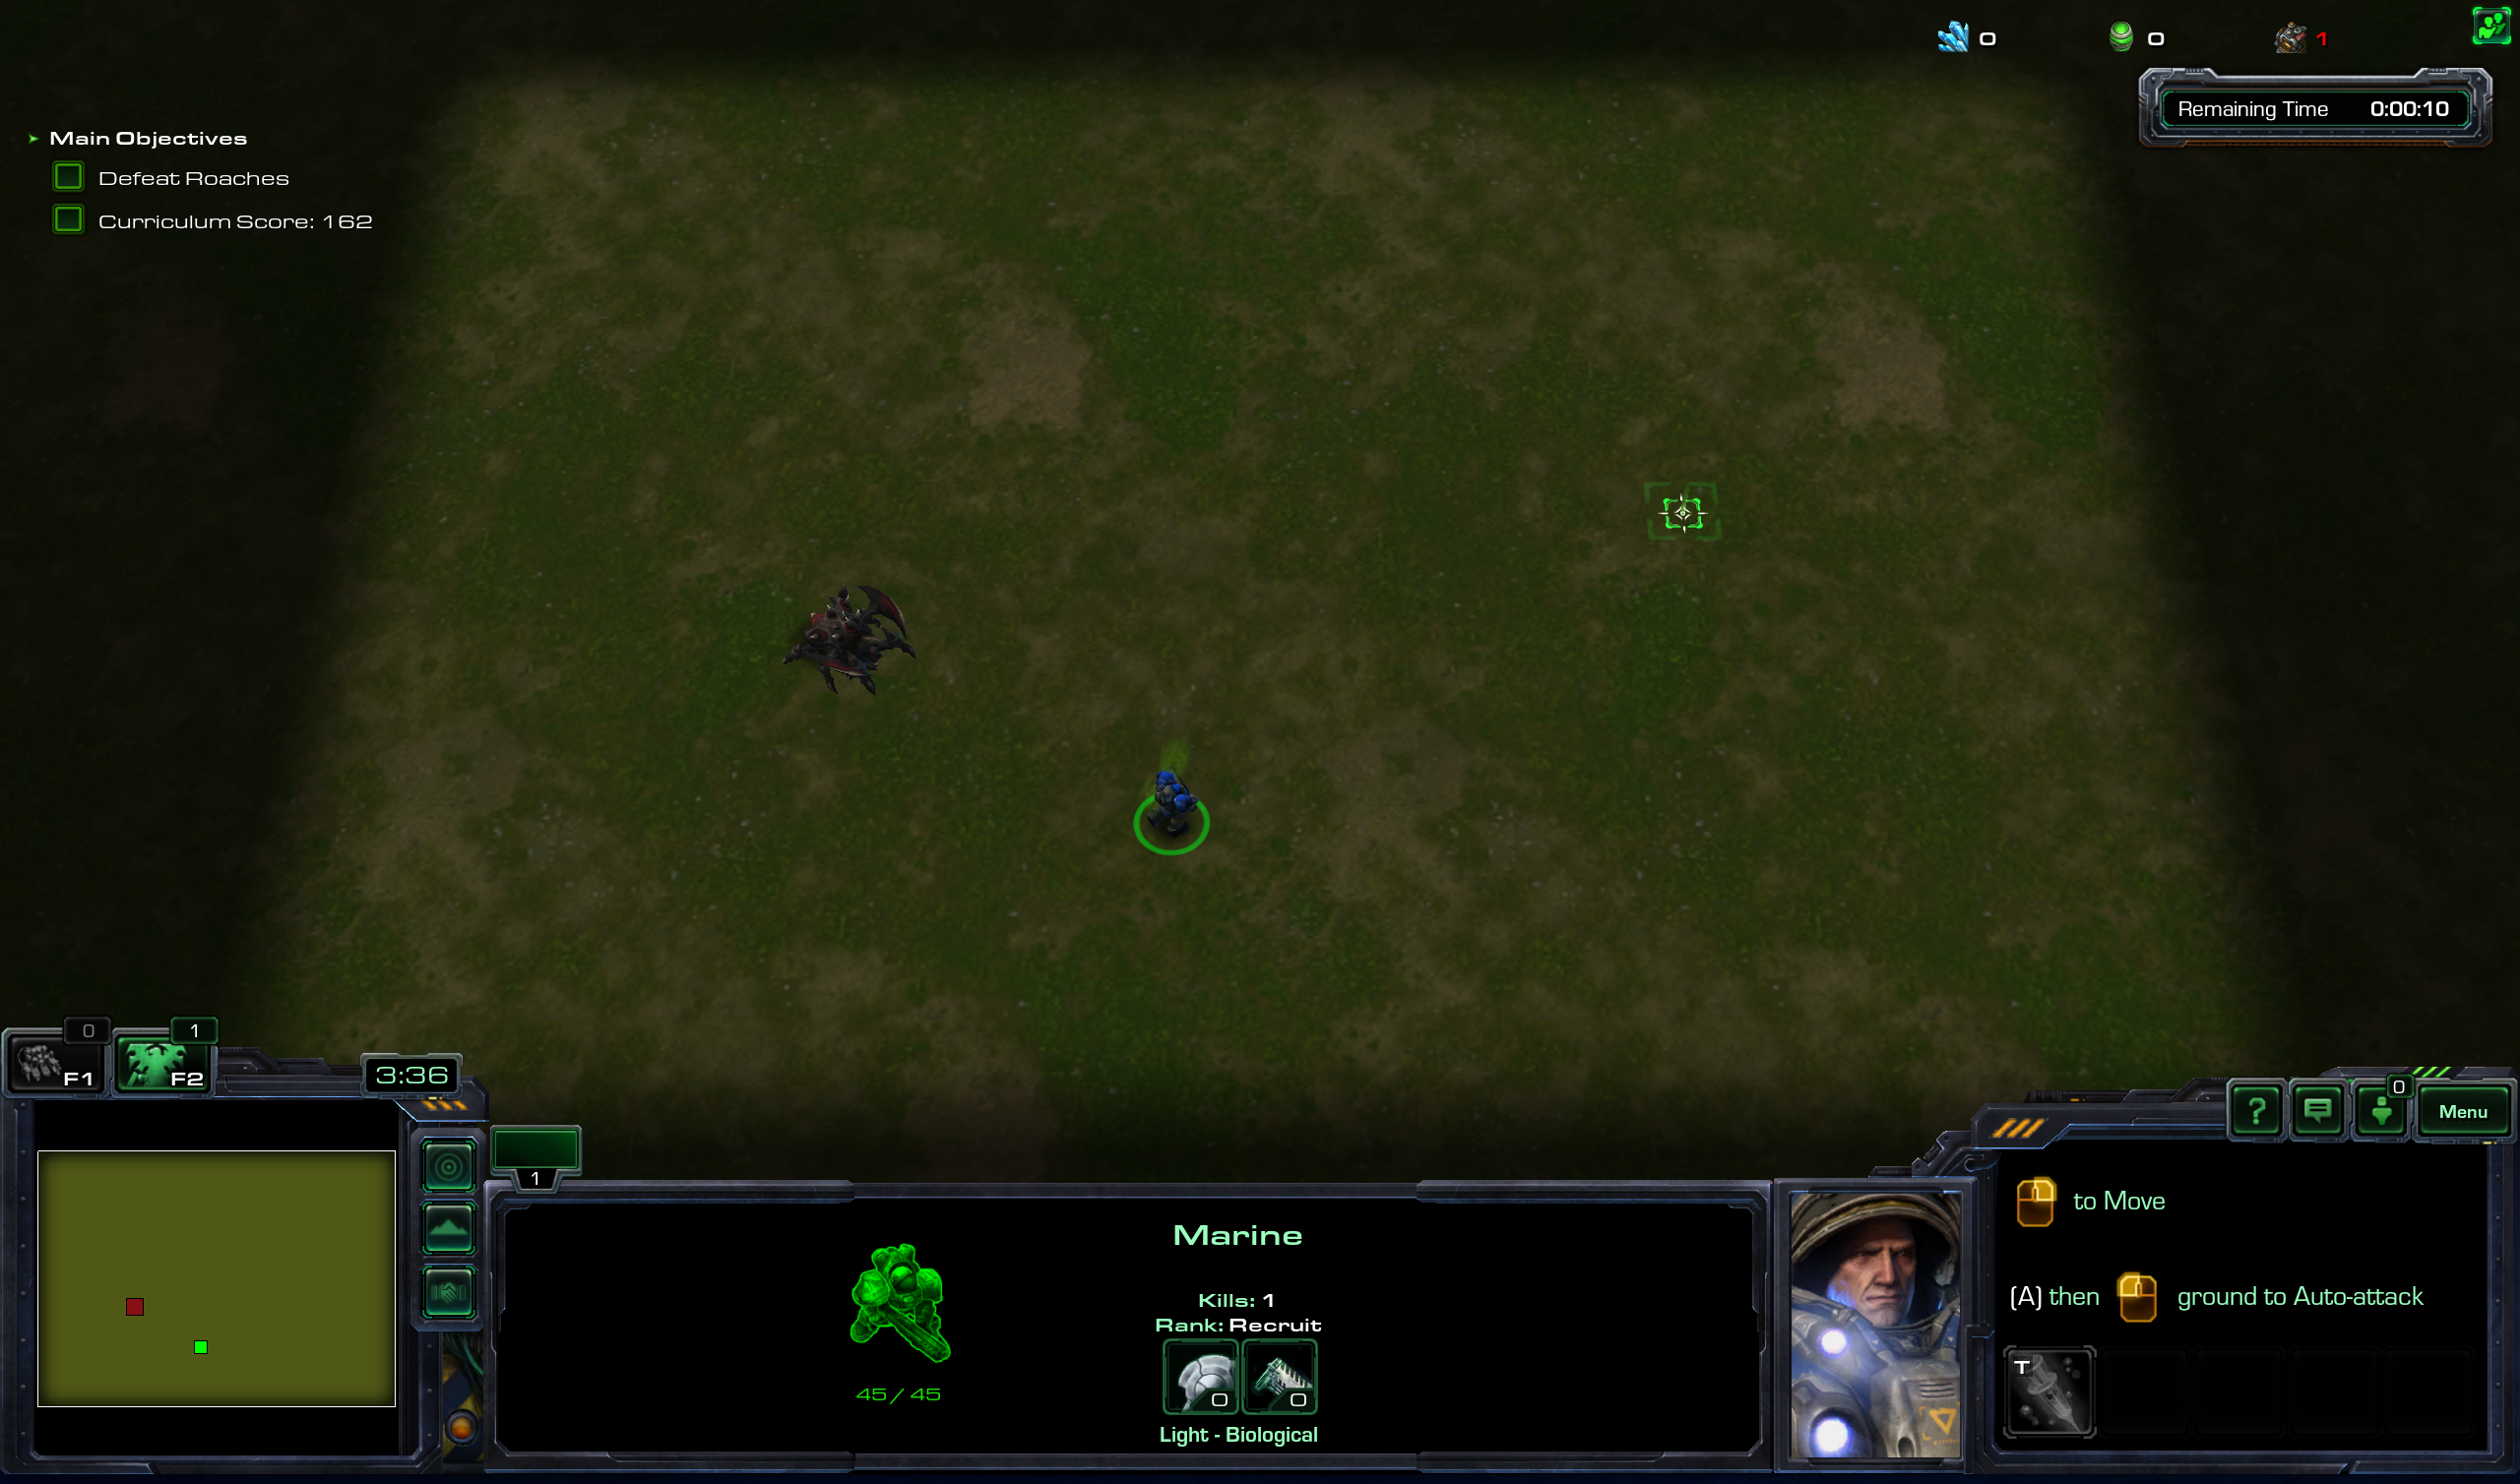 0
0
1
Remaining Time 0:00:10
Main Objectives
Defeat Roaches
Curriculum Score: 162
0
1
F1
F2
3:36
1
Marine
Kills: 1
Rank: Recruit
0
0
45 / 45
Light - Biological
?
0
Menu
to Move
(A) then ground to Auto-attack
T